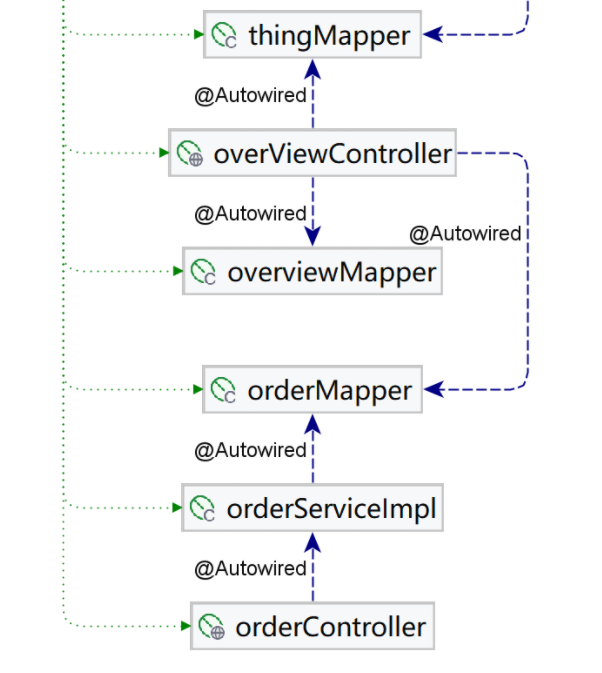 thingMapper
@Autowired
overViewController
@Autowired
@Autowired
overviewMapper
orderMapper
@Autowired
orderServiceImpl
@Autowired
orderController